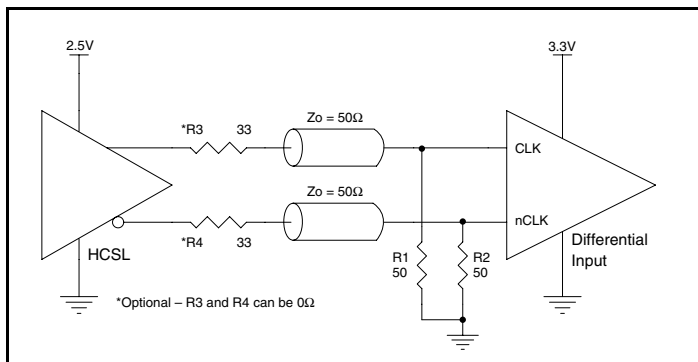 2.5V
3.3V
*R3 33
Zo = 50Ω
CLK
*R4 33
Zo = 50Ω
nCLK
HCSL
R1
50
R2
50
Differential
Input
*Optional – R3 and R4 can be 0Ω